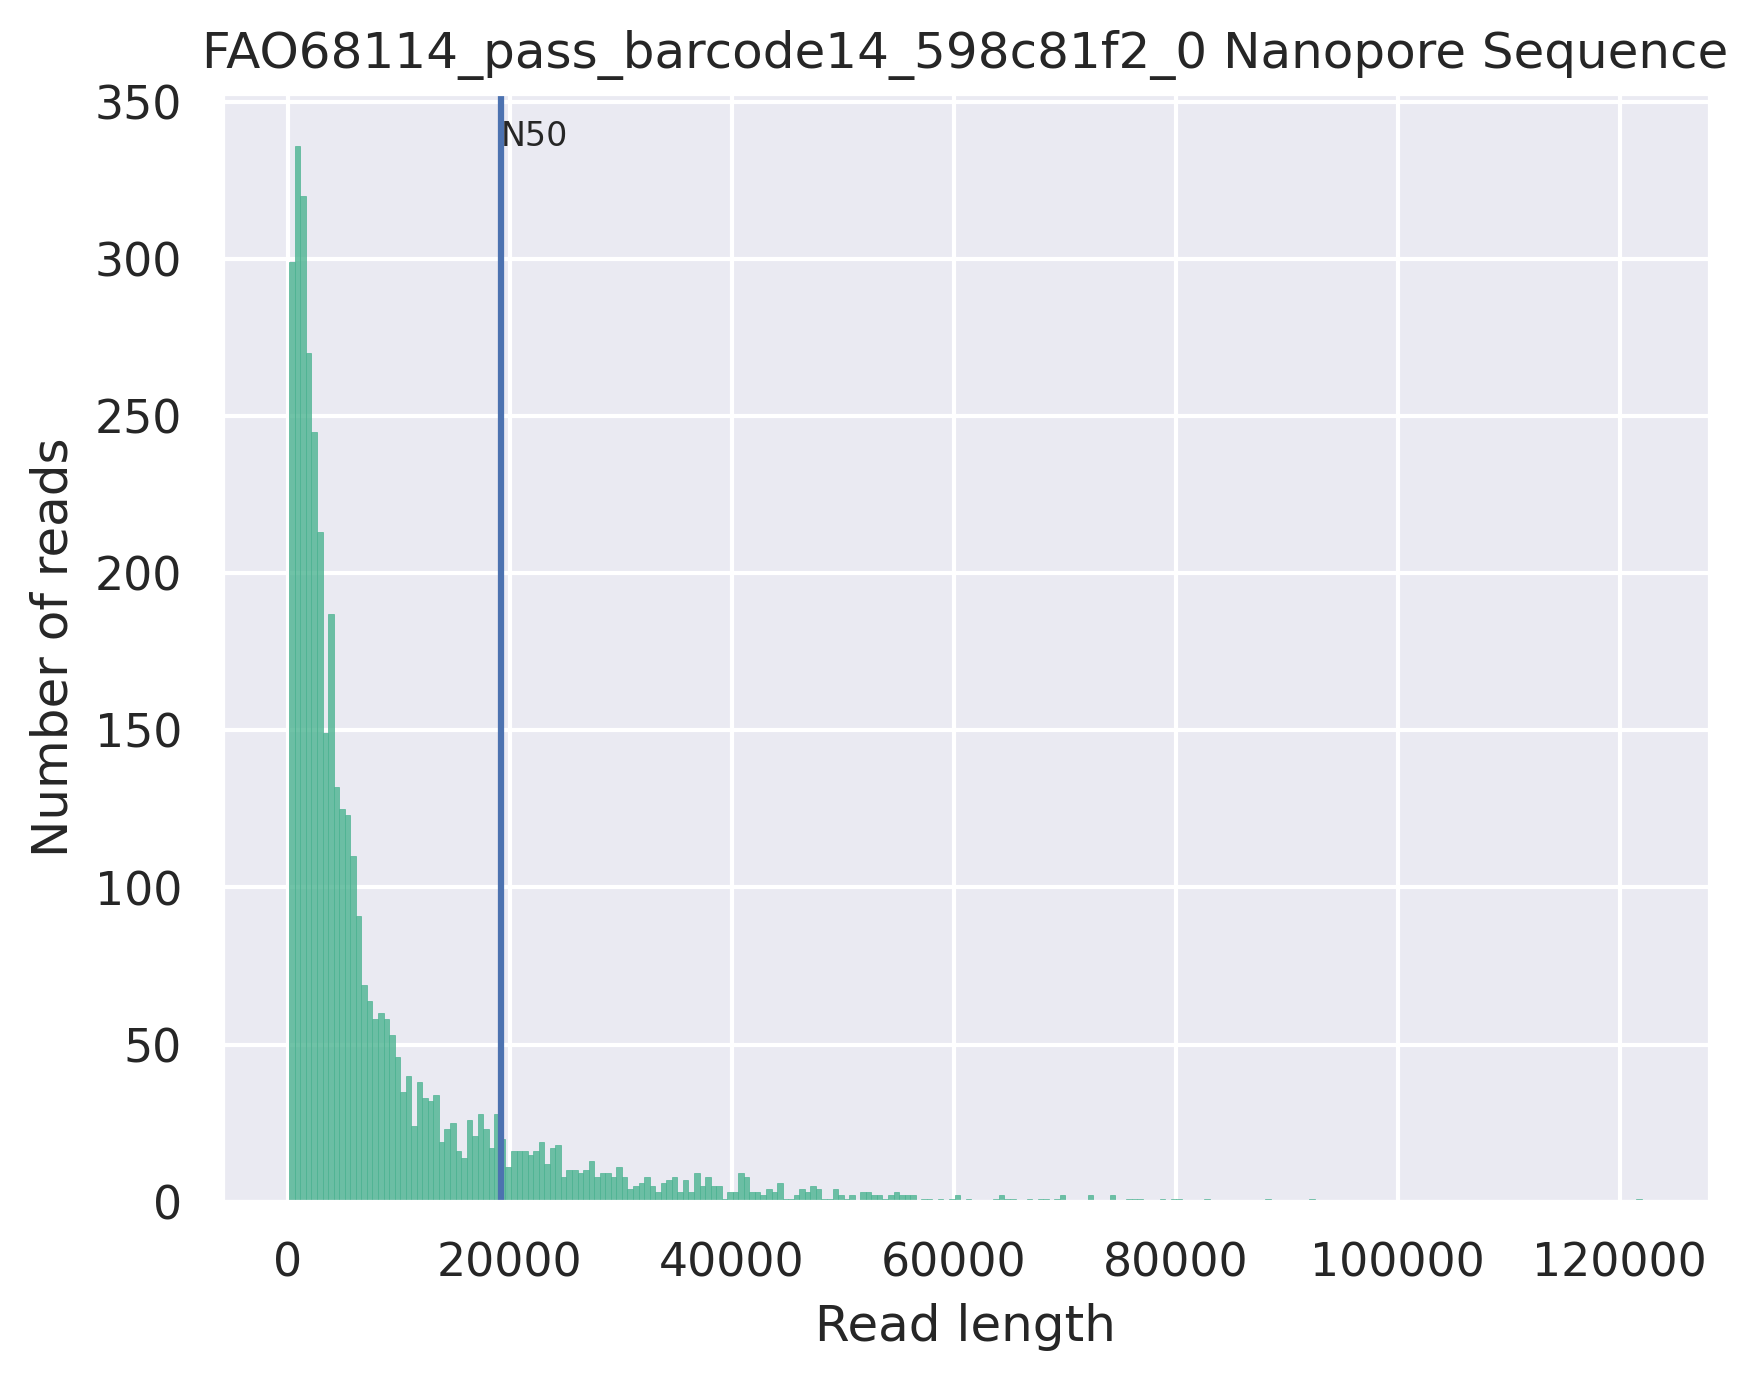 FAO68114_pass_barcode14_598c81f2_0 Nanopore Sequence
350
300
250
200
150
100
50
0
Number of reads
N50
0 20000 40000 60000 80000 100000 120000
Read length